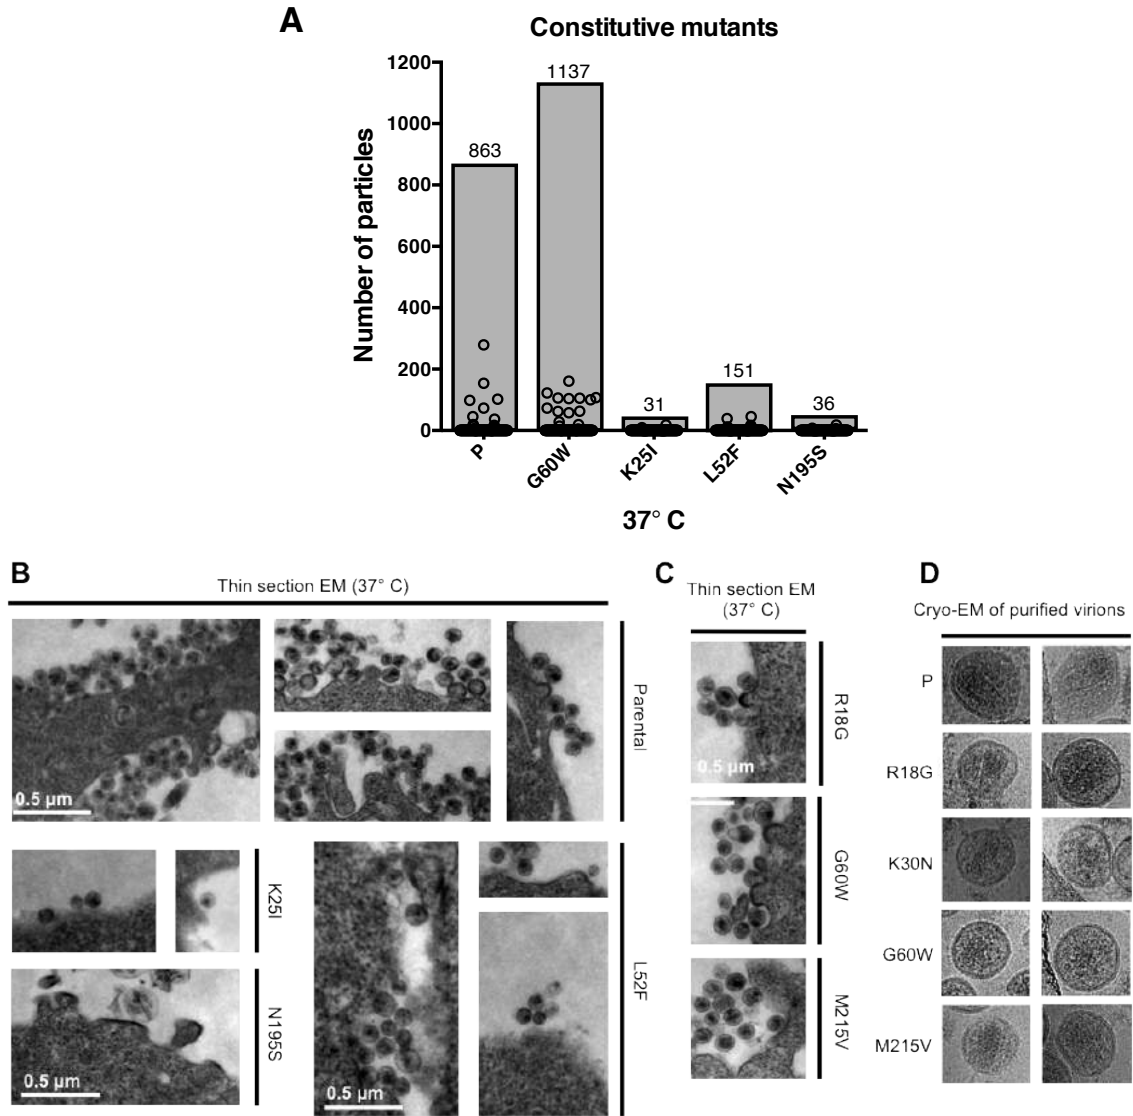 A
Constitutive mutants
Number of particles
1200
1000
800
600
400
200
0
863
1137
31
151
36
P
G60W
K25I
L52F
N195S
37° C
B
Thin section EM (37° C)
Parental
0.5 µm
K25I
N195S
0.5 µm
L52F
0.5 µm
C
Thin section EM
(37° C)
R18G
0.5 µm
G60W
M215V
D
Cryo-EM of purified virions
P
R18G
K30N
G60W
M215V